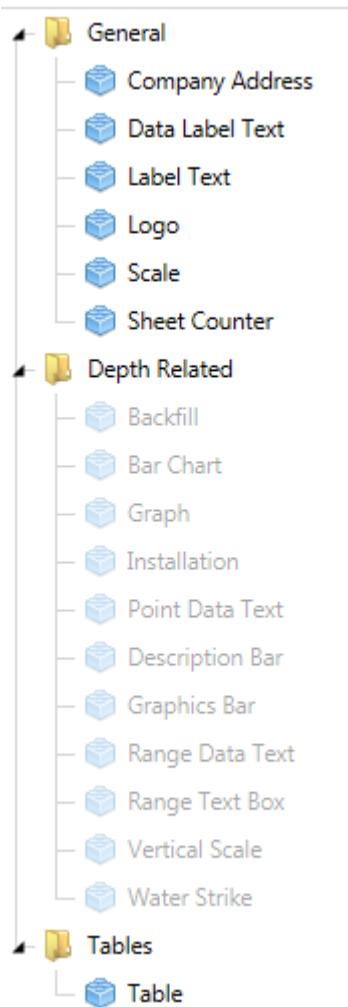 General
Company Address
Data Label Text
Label Text
Logo
Scale
Sheet Counter
Depth Related
Backfill
Bar Chart
Graph
Installation
Point Data Text
Description Bar
Graphics Bar
Range Data Text
Range Text Box
Vertical Scale
Water Strike
Tables
Table